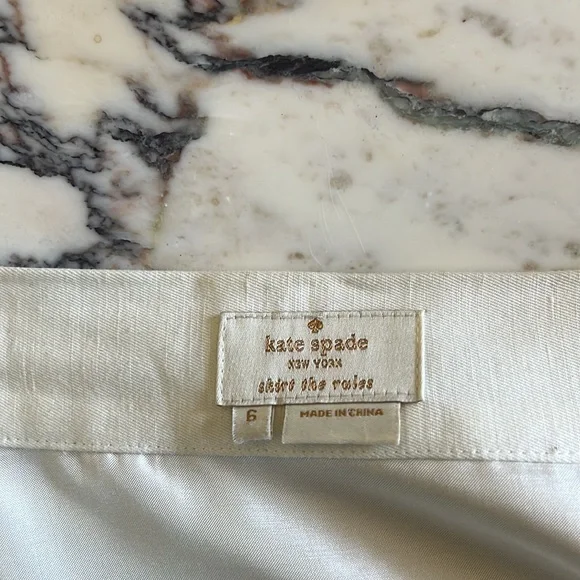 kate spade
NEW YORK
skirt the rules
6
MADE IN CHINA